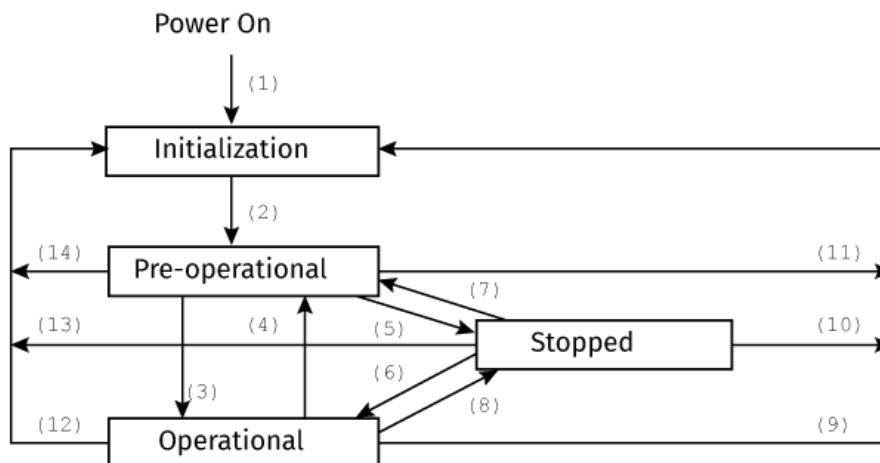 Power On
(1)
Initialization
(2)
(14)
Pre-operational
(11)
(7)
(13)
(4)
(5)
Stopped
(10)
(6)
(3)
(8)
(12)
Operational
(9)